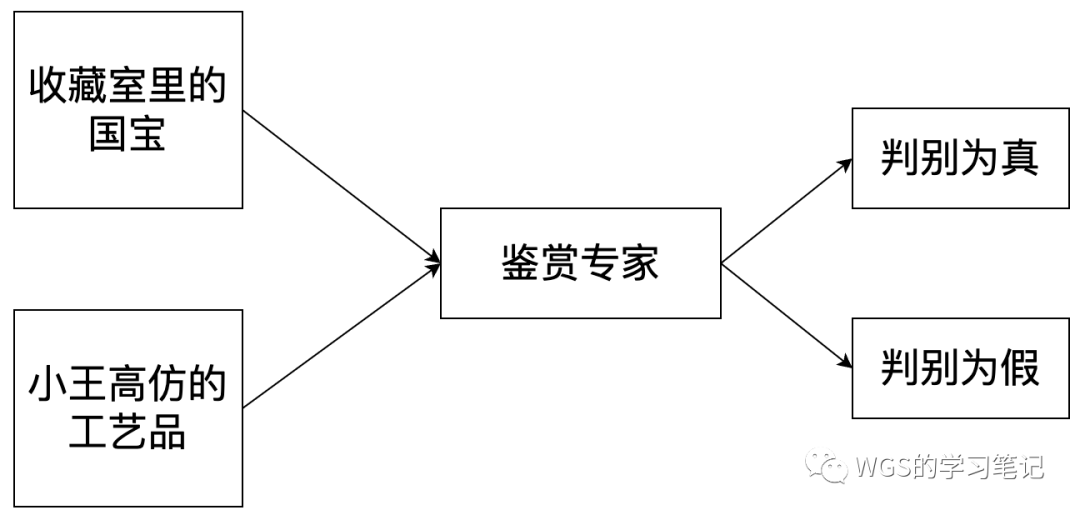 收藏室里的
国宝
小王高仿的
工艺品
鉴赏专家
判别为真
判别为假
WGS的学习笔记